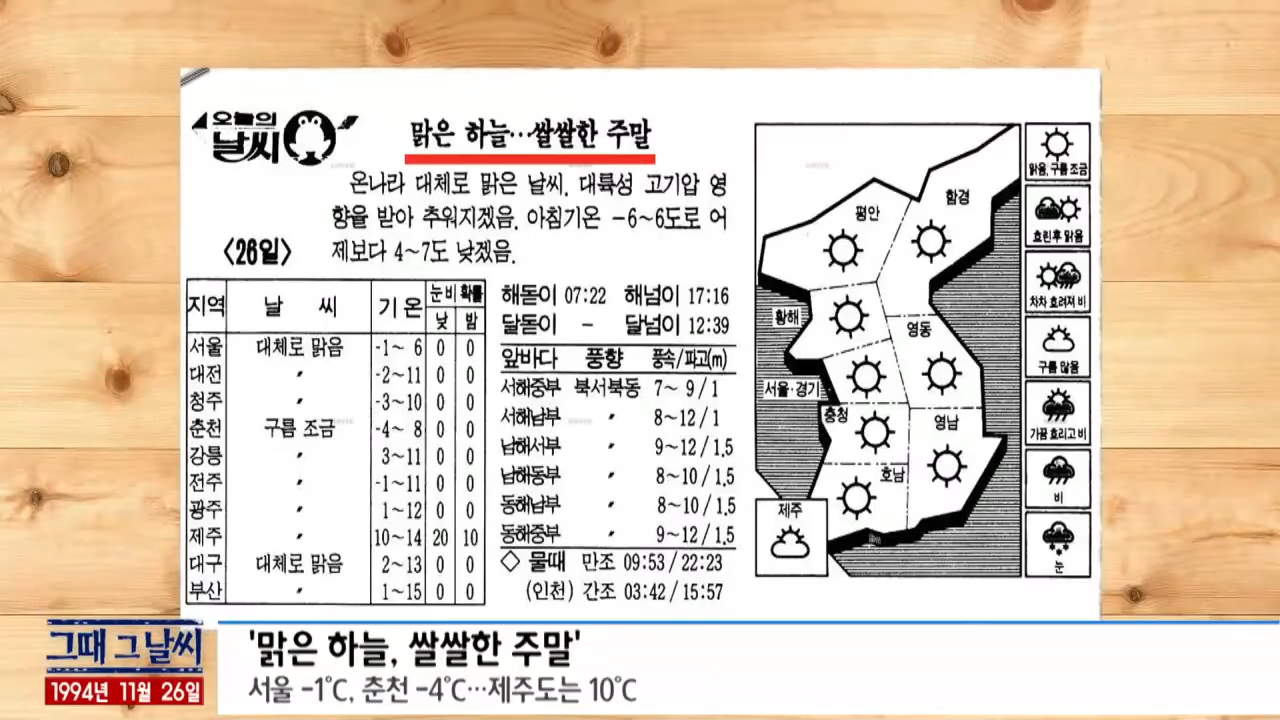 오늘의
날씨
맑은 하늘…쌀쌀한 주말
온나라 대체로 맑은 날씨. 대륙성 고기압 영
향을 받아 추워지겠음. 아침기온 -6~6도로 어
제보다 4~7도 낮겠음.
<26일>
지역 날 씨 기 온 눈비 확률
낮 밤
서울 대체로 맑음 -1~ 6 0 0
대전 〃 -2~11 0 0
청주 〃 -3~10 0 0
춘천 구름 조금 -4~ 8 0 0
강릉 〃 3~11 0 0
전주 〃 -1~11 0 0
광주 〃 1~12 0 0
제주 〃 10~14 20 10
대구 대체로 맑음 2~13 0 0
부산 〃 1~15 0 0
해돋이 07:22 해넘이 17:16
달돋이 - 달넘이 12:39
앞바다 풍향 풍속/파고(m)
서해중부 북서북동 7~ 9/1
서해남부 〃 8~12/1
남해서부 〃 9~12/1.5
남해동부 〃 8~10/1.5
동해남부 〃 8~10/1.5
동해중부 〃 9~12/1.5
◇ 물때 만조 09:53/22:23
(인천) 간조 03:42/15:57
평안
함경
황해
영동
서울·경기
충청
영남
호남
제주
맑음, 구름 조금
흐린후 맑음
차차 흐려져 비
구름 많음
가끔 흐리고 비
비
눈
그때 그 날씨
1994년 11월 26일
'맑은 하늘, 쌀쌀한 주말'
서울 -1℃, 춘천 -4℃…제주도는 10℃